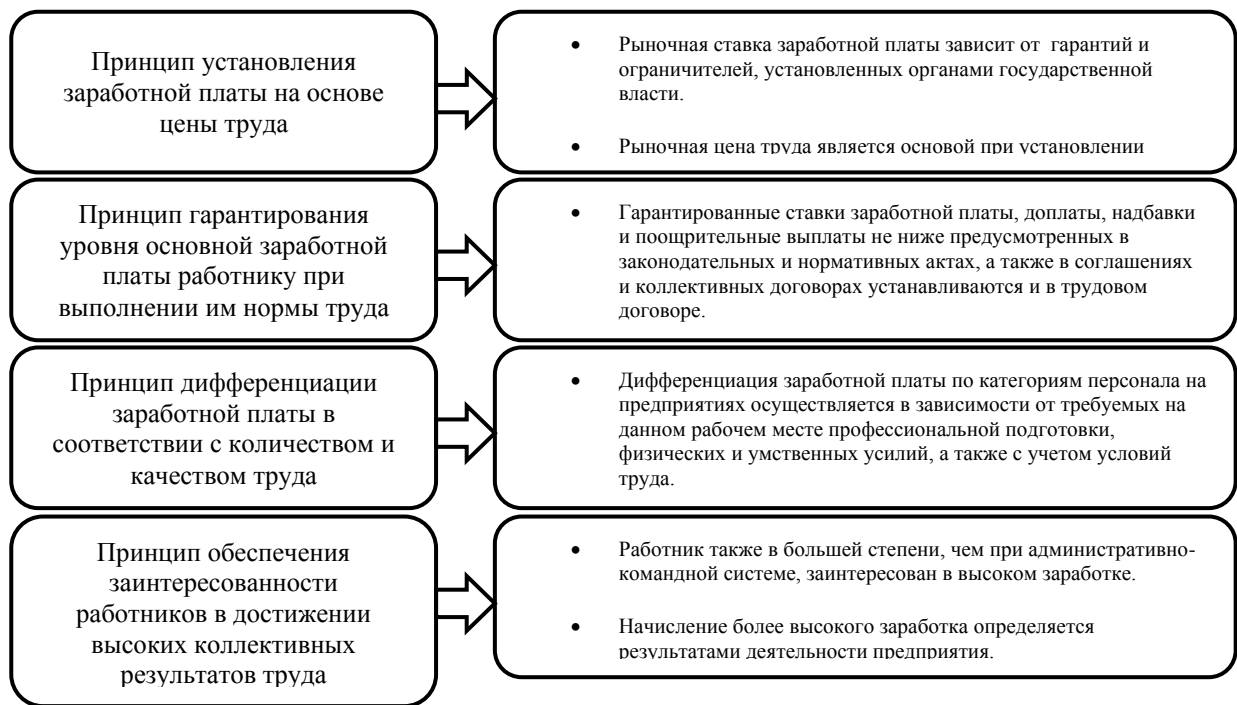 Принцип установления
заработной платы на основе
цены труда
• Рыночная ставка заработной платы зависит от гарантий и
ограничителей, установленных органами государственной
власти.
• Рыночная цена труда является основой при установлении
Принцип гарантирования
уровня основной заработной
платы работнику при
выполнении им нормы труда
• Гарантированные ставки заработной платы, доплаты, надбавки
и поощрительные выплаты не ниже предусмотренных в
законодательных и нормативных актах, а также в соглашениях
и коллективных договорах устанавливаются и в трудовом
договоре.
Принцип дифференциации
заработной платы в
соответствии с количеством и
качеством труда
• Дифференциация заработной платы по категориям персонала на
предприятиях осуществляется в зависимости от требуемых на
данном рабочем месте профессиональной подготовки,
физических и умственных усилий, а также с учетом условий
труда.
Принцип обеспечения
заинтересованности
работников в достижении
высоких коллективных
результатов труда
• Работник также в большей степени, чем при административно-
командной системе, заинтересован в высоком заработке.
• Начисление более высокого заработка определяется
результатами деятельности предприятия.